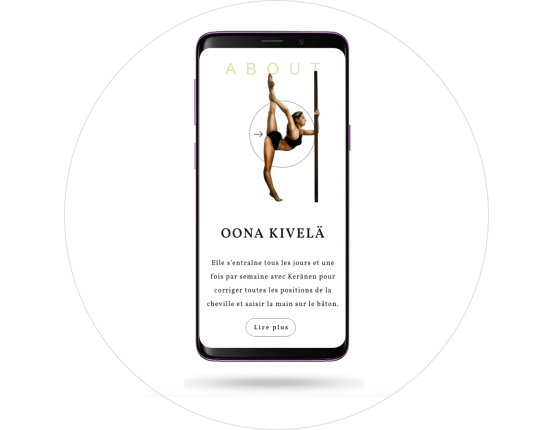 ABOUT
OONA KIVELÄ
Elle s'entraîne tous les jours et une
fois par semaine avec Keränen pour
corriger toutes les positions de la
cheville et saisir la main sur le bâton.
Lire plus